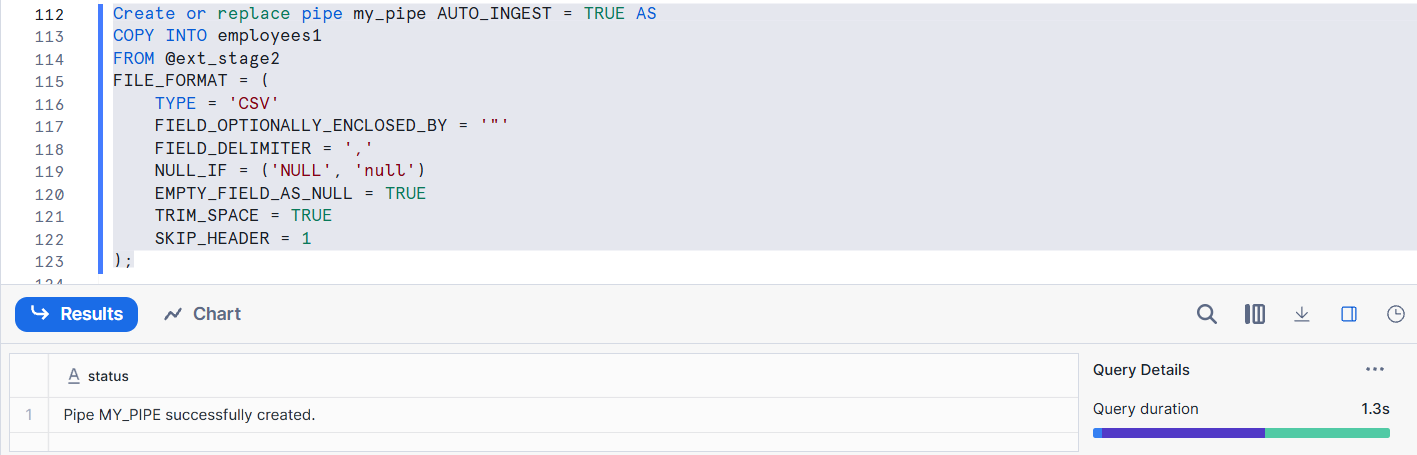 112 Create or replace pipe my_pipe AUTO_INGEST = TRUE AS
113 COPY INTO employees1
114 FROM @ext_stage2
115 FILE_FORMAT = (
116 TYPE = 'CSV'
117 FIELD_OPTIONALLY_ENCLOSED_BY = '"'
118 FIELD_DELIMITER = ','
119 NULL_IF = ('NULL', 'null')
120 EMPTY_FIELD_AS_NULL = TRUE
121 TRIM_SPACE = TRUE
122 SKIP_HEADER = 1
123 );
124
Results Chart
A status
Query Details
1 Pipe MY_PIPE successfully created.
Query duration 1.3s